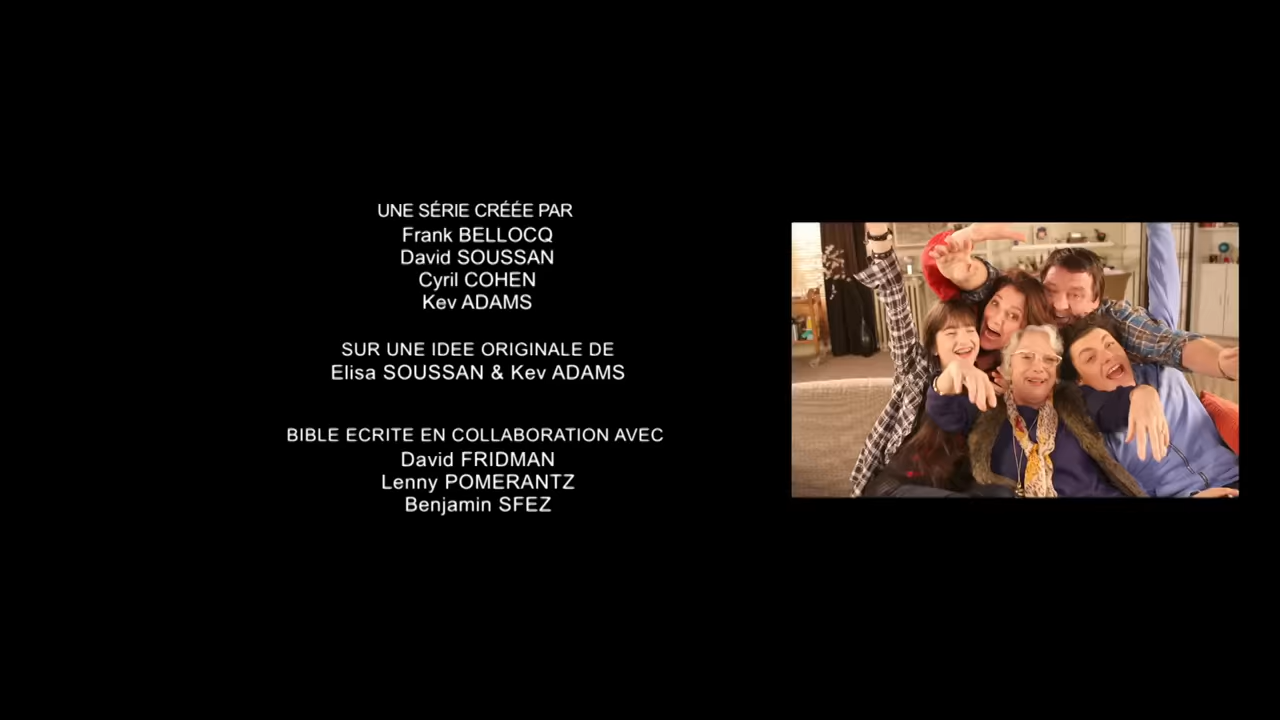 UNE SÉRIE CRÉÉE PAR
Frank BELLOCQ
David SOUSSAN
Cyril COHEN
Kev ADAMS
SUR UNE IDEE ORIGINALE DE
Elisa SOUSSAN & Kev ADAMS
BIBLE ECRITE EN COLLABORATION AVEC
David FRIDMAN
Lenny POMERANTZ
Benjamin SFEZ